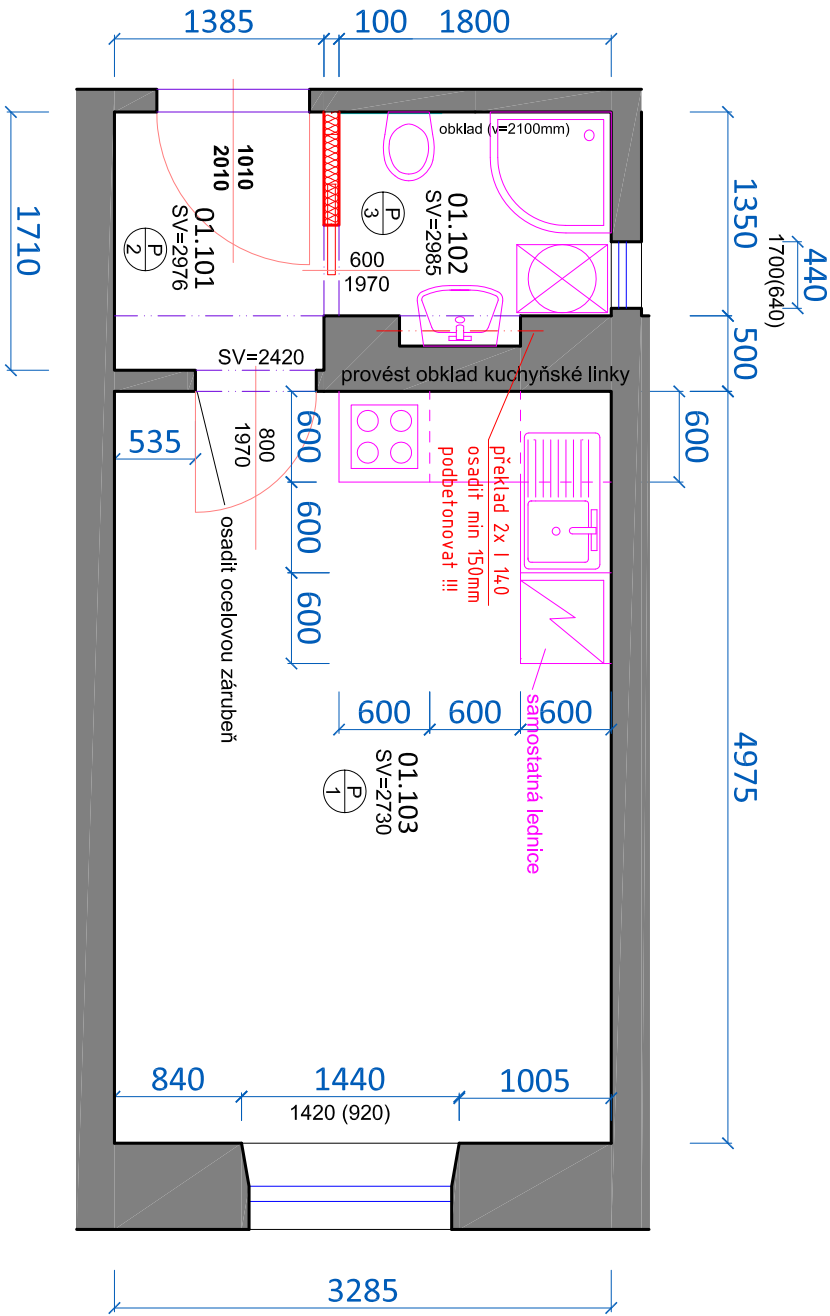 1385
100
1800
1710
1350
440
1700(640)
500
obklad (v=2100mm)
1010
2010
01.101
SV=2976
P
2
01.102
SV=2985
P
3
600
1970
SV=2420
provést obklad kuchyňské linky
535
800
1970
600
600
600
600
překlad 2x I 140
osadit min 150mm
podbetonovat !!!
osadit ocelovou zárubeň
samostatná lednice
600
600
600
4975
01.103
SV=2730
P
1
840
1440
1005
1420 (920)
3285